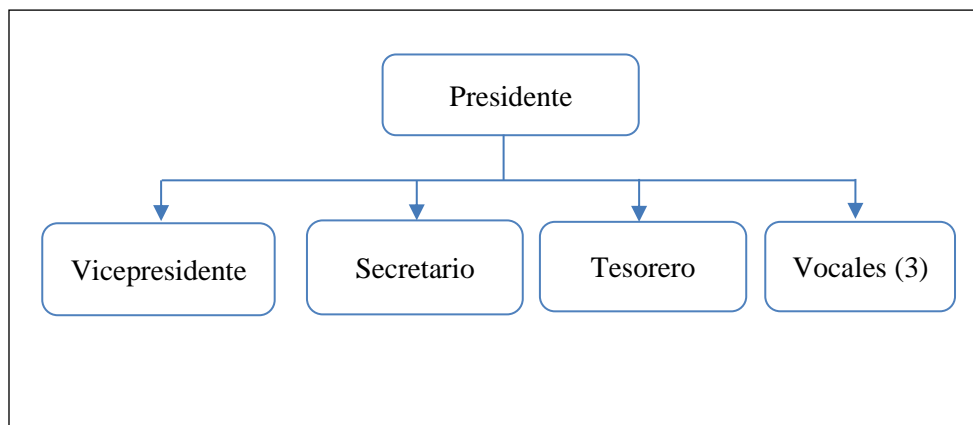 Presidente
Vicepresidente
Secretario
Tesorero
Vocales (3)